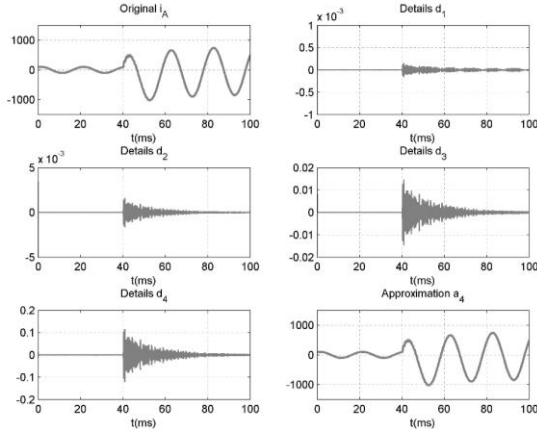 Original i_A
Details d_1
x 10^-3
1000
0
-1000
1
0.5
0
-0.5
-1
0 20 40 60 80 100
0 20 40 60 80 100
t(ms)
t(ms)
Details d_2
Details d_3
x 10^-3
5
0
-5
0.02
0.01
0
-0.01
-0.02
0 20 40 60 80 100
0 20 40 60 80 100
t(ms)
t(ms)
Details d_4
Approximation a_4
0.2
0.1
0
-0.1
-0.2
1000
0
-1000
0 20 40 60 80 100
0 20 40 60 80 100
t(ms)
t(ms)